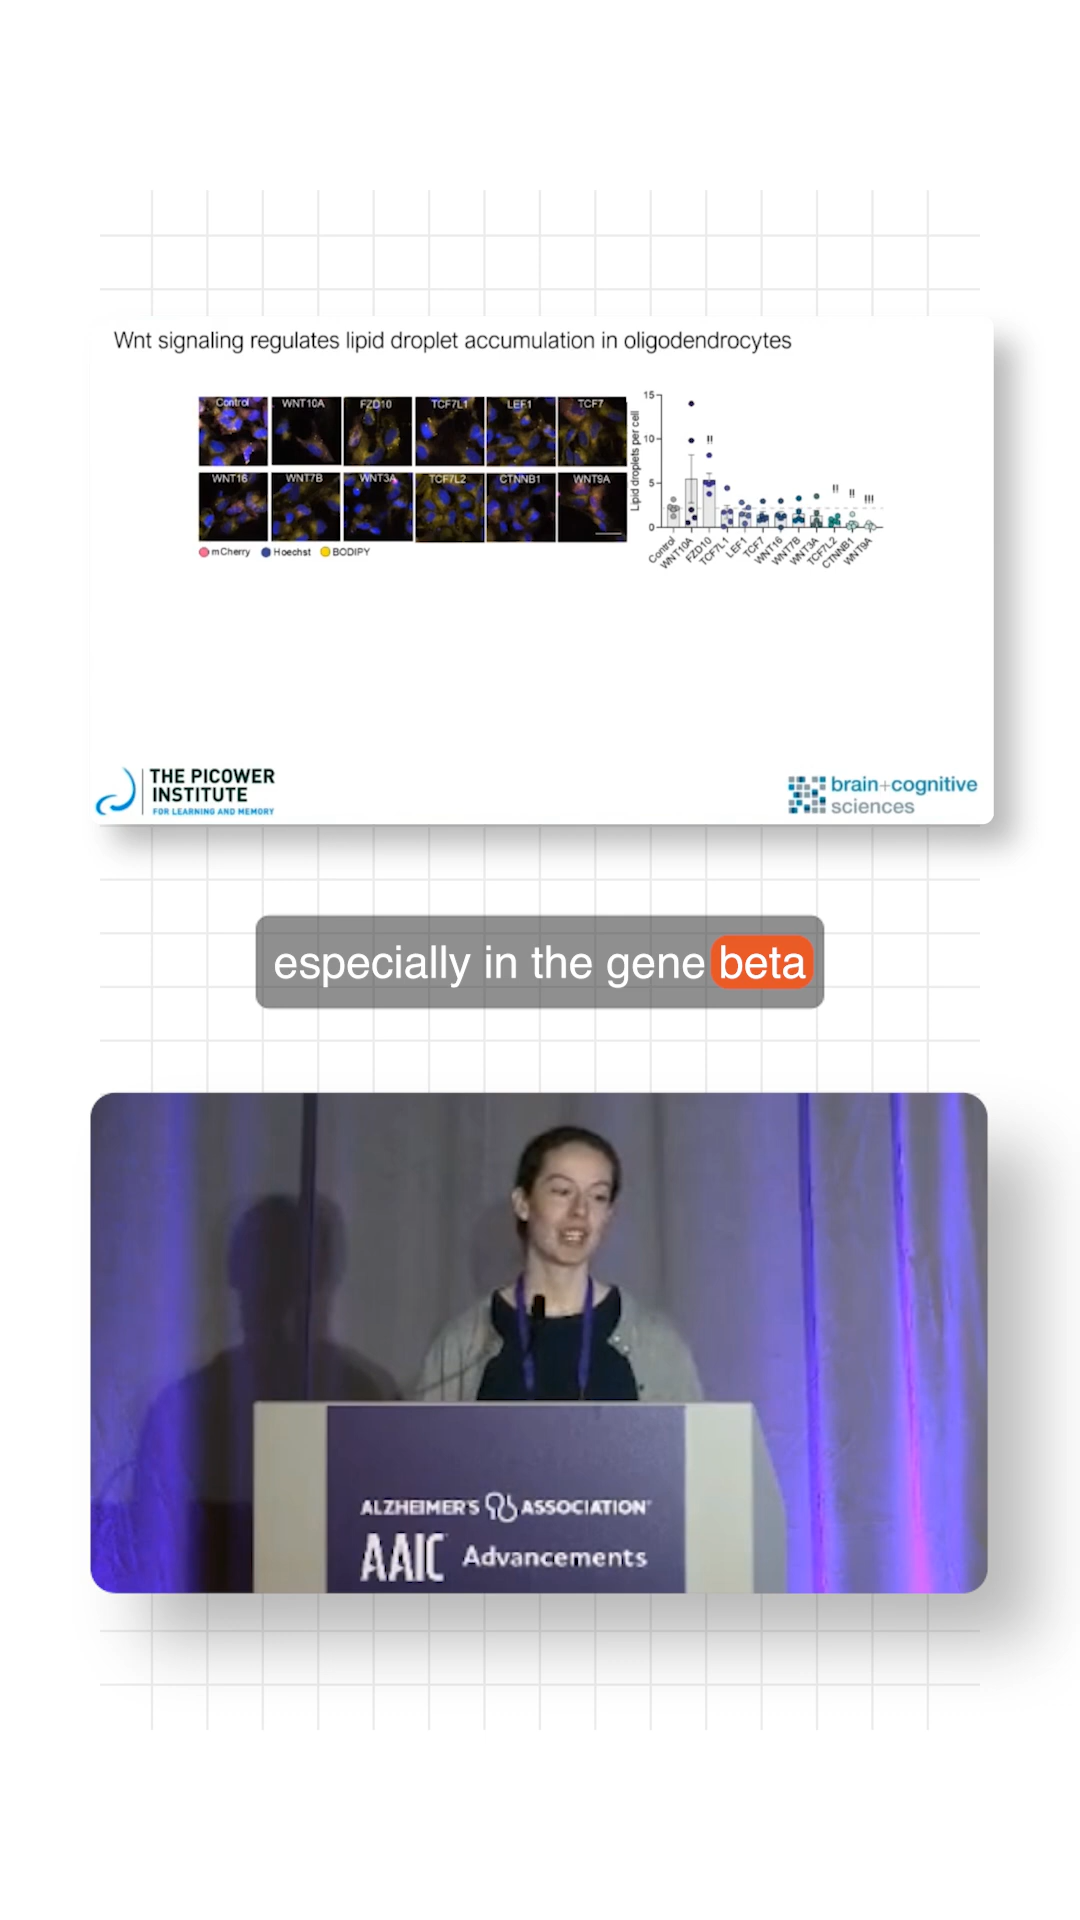 Wnt signaling regulates lipid droplet accumulation in oligodendrocytes
Control WNT10A FZD10 TCF7L1 LEF1 TCF7
WNT16 WNT7B WNT3A TCF7L2 CTNNB1 WNT9A
mCherry Hoechst BODIPY
Lipid droplets per cell
15
10
5
0
!! !! !! !!!
Control WNT10A FZD10 TCF7L1 LEF1 TCF7 WNT16 WNT7B WNT3A TCF7L2 CTNNB1 WNT9A
THE PICOWER
INSTITUTE
FOR LEARNING AND MEMORY
brain+cognitive
sciences
especially in the gene beta
ALZHEIMER'S ASSOCIATION®
AAIC Advancements